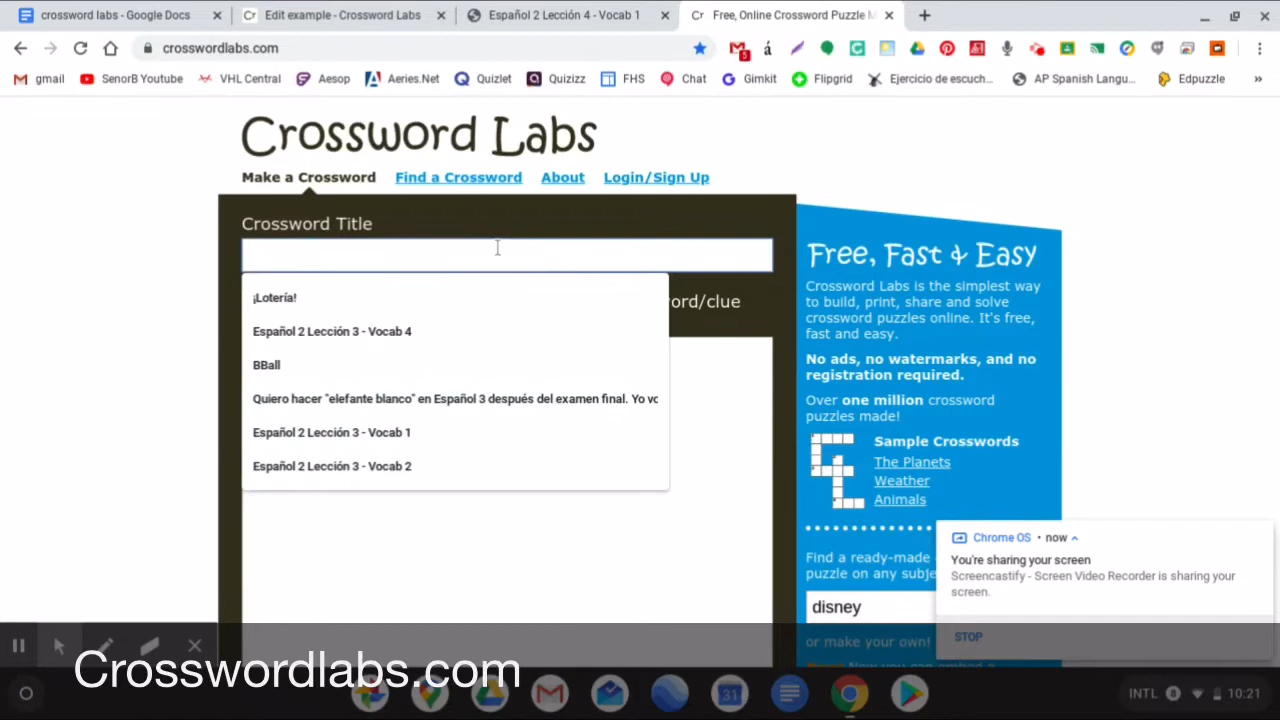 crossword labs - Google Docs
Edit example - Crossword Labs
Español 2 Lección 4 - Vocab 1
Free, Online Crossword Puzzle M
crosswordlabs.com
5
á
gmail
SenorB Youtube
VHL Central
Aesop
Aeries.Net
Quizlet
Quizizz
FHS
Chat
Gimkit
Flipgrid
Ejercicio de escuch...
AP Spanish Langu...
Edpuzzle
»
Crossword Labs
Make a Crossword
Find a Crossword
About
Login/Sign Up
Crossword Title
ord/clue
¡Lotería!
Español 2 Lección 3 - Vocab 4
BBall
Quiero hacer "elefante blanco" en Español 3 después del examen final. Yo vo
Español 2 Lección 3 - Vocab 1
Español 2 Lección 3 - Vocab 2
Free, Fast & Easy
Crossword Labs is the simplest way
to build, print, share and solve
crossword puzzles online. It's free,
fast and easy.
No ads, no watermarks, and no
registration required.
Over one million crossword
puzzles made!
Sample Crosswords
The Planets
Weather
Animals
Find a ready-made
puzzle on any subje
disney
or make your own!
Chrome OS • now
You're sharing your screen
Screencastify - Screen Video Recorder is sharing your
screen.
STOP
Crosswordlabs.com
31
INTL
10:21